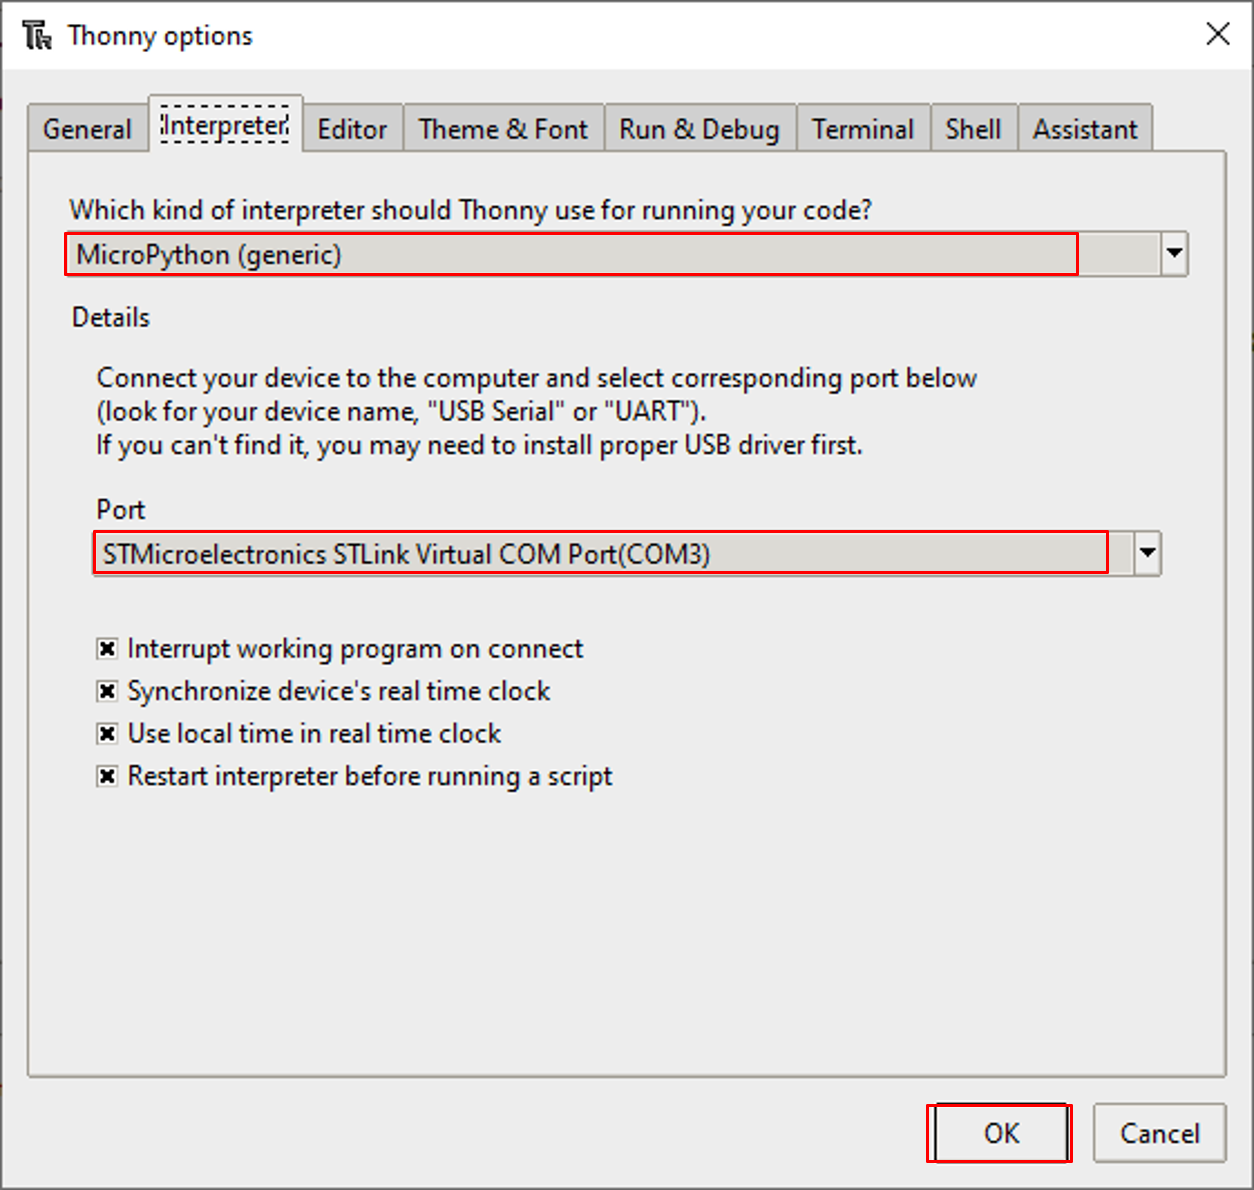 Thonny options
General Interpreter Editor Theme & Font Run & Debug Terminal Shell Assistant
Which kind of interpreter should Thonny use for running your code?
MicroPython (generic)
Details
Connect your device to the computer and select corresponding port below
(look for your device name, "USB Serial" or "UART").
If you can't find it, you may need to install proper USB driver first.
Port
STMicroelectronics STLink Virtual COM Port(COM3)
Interrupt working program on connect
Synchronize device's real time clock
Use local time in real time clock
Restart interpreter before running a script
OK Cancel